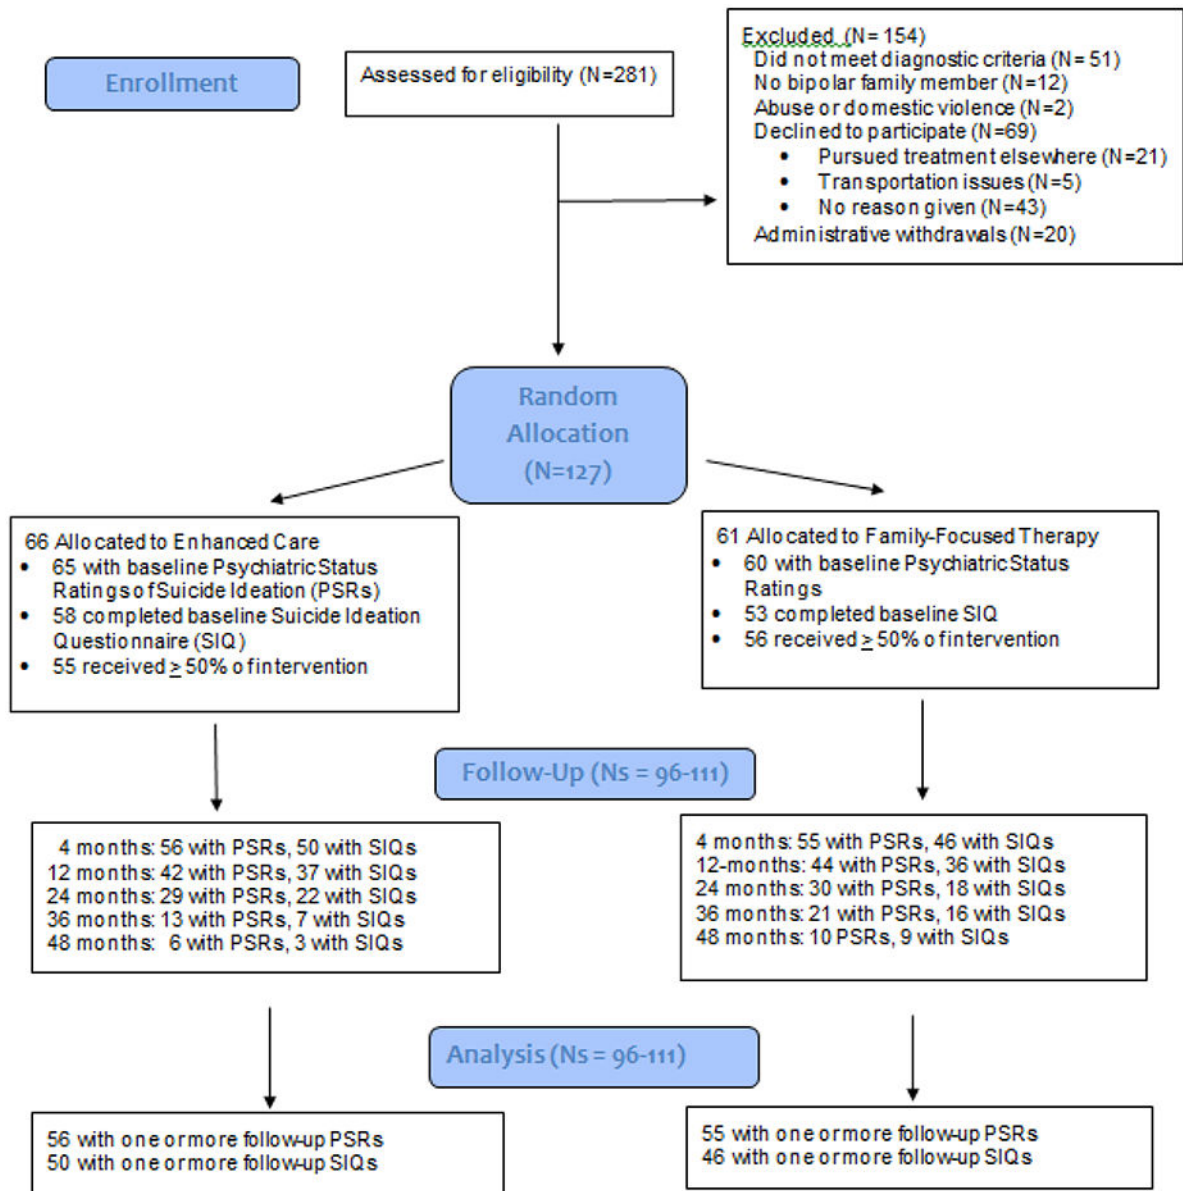 Enrollment
Assessed for eligibility (N=281)
Excluded (N= 154)
Did not meet diagnostic criteria (N= 51)
No bipolar family member (N=12)
Abuse or domestic violence (N=2)
Declined to participate (N=69)
• Pursued treatment elsewhere (N=21)
• Transportation issues (N=5)
• No reason given (N=43)
Administrative withdrawals (N=20)
Random
Allocation
(N=127)
66 Allocated to Enhanced Care
• 65 with baseline Psychiatric Status
Ratings of Suicide Ideation (PSRs)
• 58 completed baseline Suicide Ideation
Questionnaire (SIQ)
• 55 received ≥ 50% of intervention
61 Allocated to Family-Focused Therapy
• 60 with baseline Psychiatric Status
Ratings
• 53 completed baseline SIQ
• 56 received ≥ 50% of intervention
Follow-Up (Ns = 96-111)
4 months: 56 with PSRs, 50 with SIQs
12 months: 42 with PSRs, 37 with SIQs
24 months: 29 with PSRs, 22 with SIQs
36 months: 13 with PSRs, 7 with SIQs
48 months: 6 with PSRs, 3 with SIQs
4 months: 55 with PSRs, 46 with SIQs
12-months: 44 with PSRs, 36 with SIQs
24 months: 30 with PSRs, 18 with SIQs
36 months: 21 with PSRs, 16 with SIQs
48 months: 10 PSRs, 9 with SIQs
Analysis (Ns = 96-111)
56 with one or more follow-up PSRs
50 with one or more follow-up SIQs
55 with one or more follow-up PSRs
46 with one or more follow-up SIQs